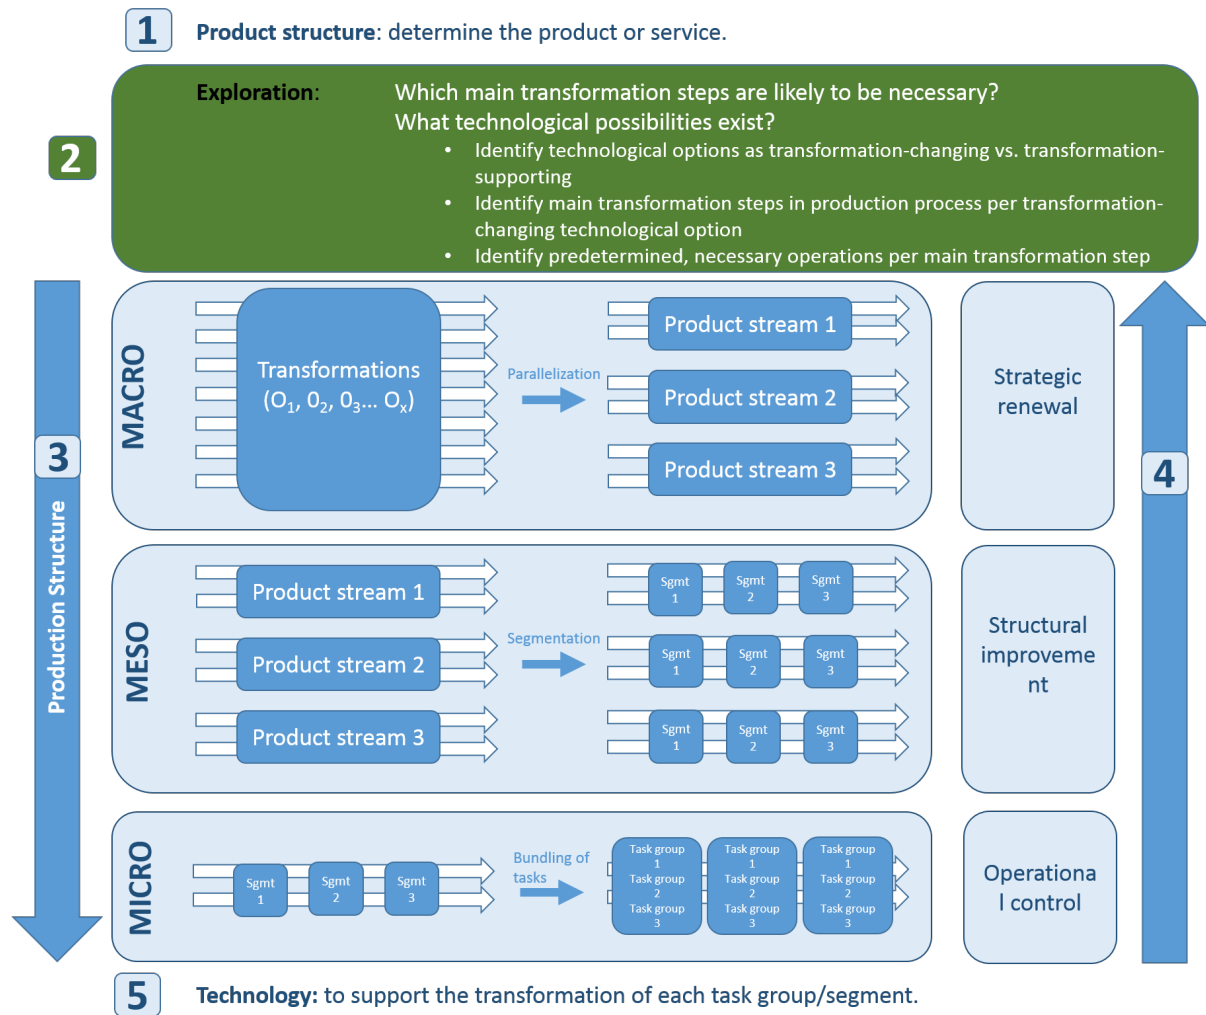 1
Product structure: determine the product or service.
2
Exploration: Which main transformation steps are likely to be necessary?
What technological possibilities exist?
• Identify technological options as transformation-changing vs. transformation-
supporting
• Identify main transformation steps in production process per transformation-
changing technological option
• Identify predetermined, necessary operations per main transformation step
3
Production Structure
MACRO
Transformations
(O1, 02, 03... Ox)
Parallelization
Product stream 1
Product stream 2
Product stream 3
Strategic
renewal
4
MESO
Product stream 1
Product stream 2
Product stream 3
Segmentation
Sgmt
1
Sgmt
2
Sgmt
3
Sgmt
1
Sgmt
2
Sgmt
3
Sgmt
1
Sgmt
2
Sgmt
3
Structural
improveme
nt
MICRO
Sgmt
1
Sgmt
2
Sgmt
3
Bundling of
tasks
Task group
1
Task group
2
Task group
3
Task group
1
Task group
2
Task group
3
Task group
1
Task group
2
Task group
3
Operationa
l control
5
Technology: to support the transformation of each task group/segment.